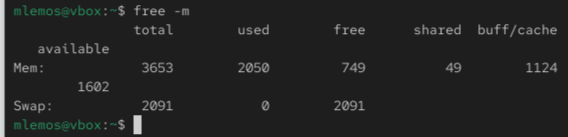 mlemos@vbox:~$ free -m
total used free shared buff/cache
available
Mem: 3653 2050 749 49 1124
1602
Swap: 2091 0 2091
mlemos@vbox:~$